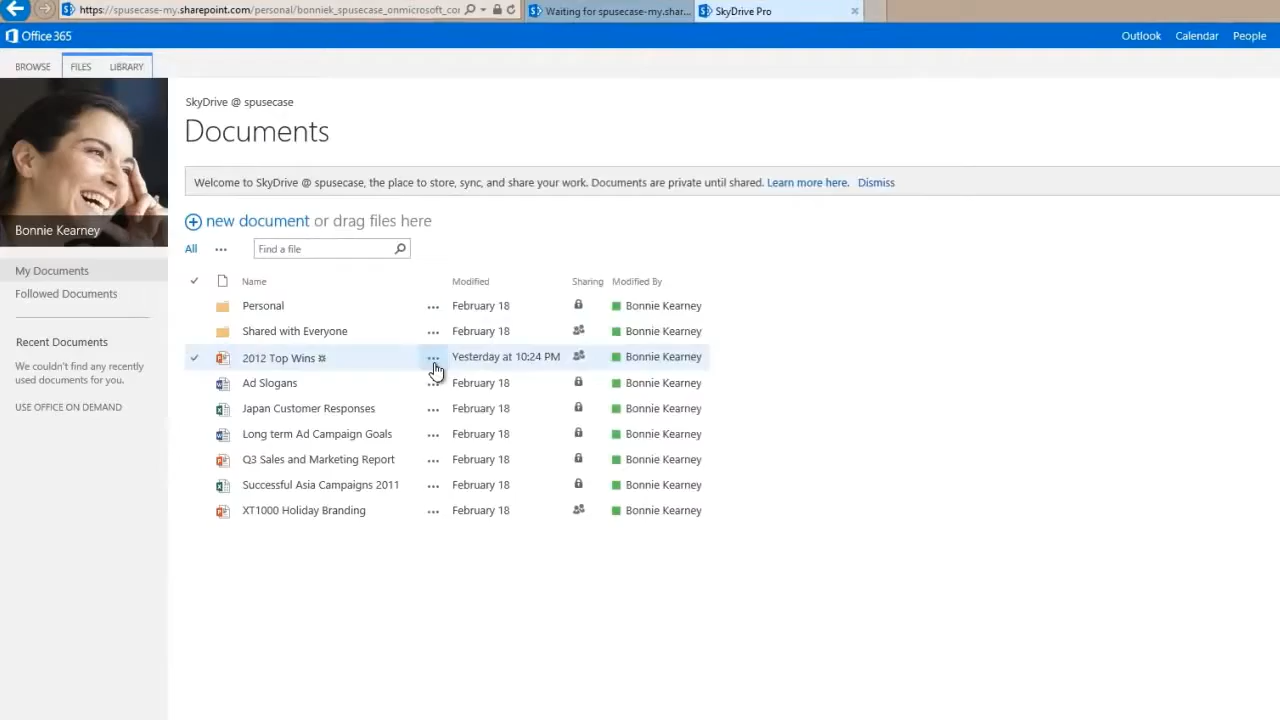 https://spusecase-my.sharepoint.com/personal/bonniek_spusecase_onmicrosoft_co
Waiting for spusecase-my.shar...
SkyDrive Pro
Office 365
Outlook Calendar People
BROWSE FILES LIBRARY
SkyDrive @ spusecase
Documents
Welcome to SkyDrive @ spusecase, the place to store, sync, and share your work. Documents are private until shared. Learn more here. Dismiss
new document or drag files here
All ... Find a file
Bonnie Kearney
My Documents
Followed Documents
Recent Documents
We couldn't find any recently
used documents for you.
USE OFFICE ON DEMAND
Name Modified Sharing Modified By
Personal ... February 18 Bonnie Kearney
Shared with Everyone ... February 18 Bonnie Kearney
2012 Top Wins ... Yesterday at 10:24 PM Bonnie Kearney
Ad Slogans ... February 18 Bonnie Kearney
Japan Customer Responses ... February 18 Bonnie Kearney
Long term Ad Campaign Goals ... February 18 Bonnie Kearney
Q3 Sales and Marketing Report ... February 18 Bonnie Kearney
Successful Asia Campaigns 2011 ... February 18 Bonnie Kearney
XT1000 Holiday Branding ... February 18 Bonnie Kearney